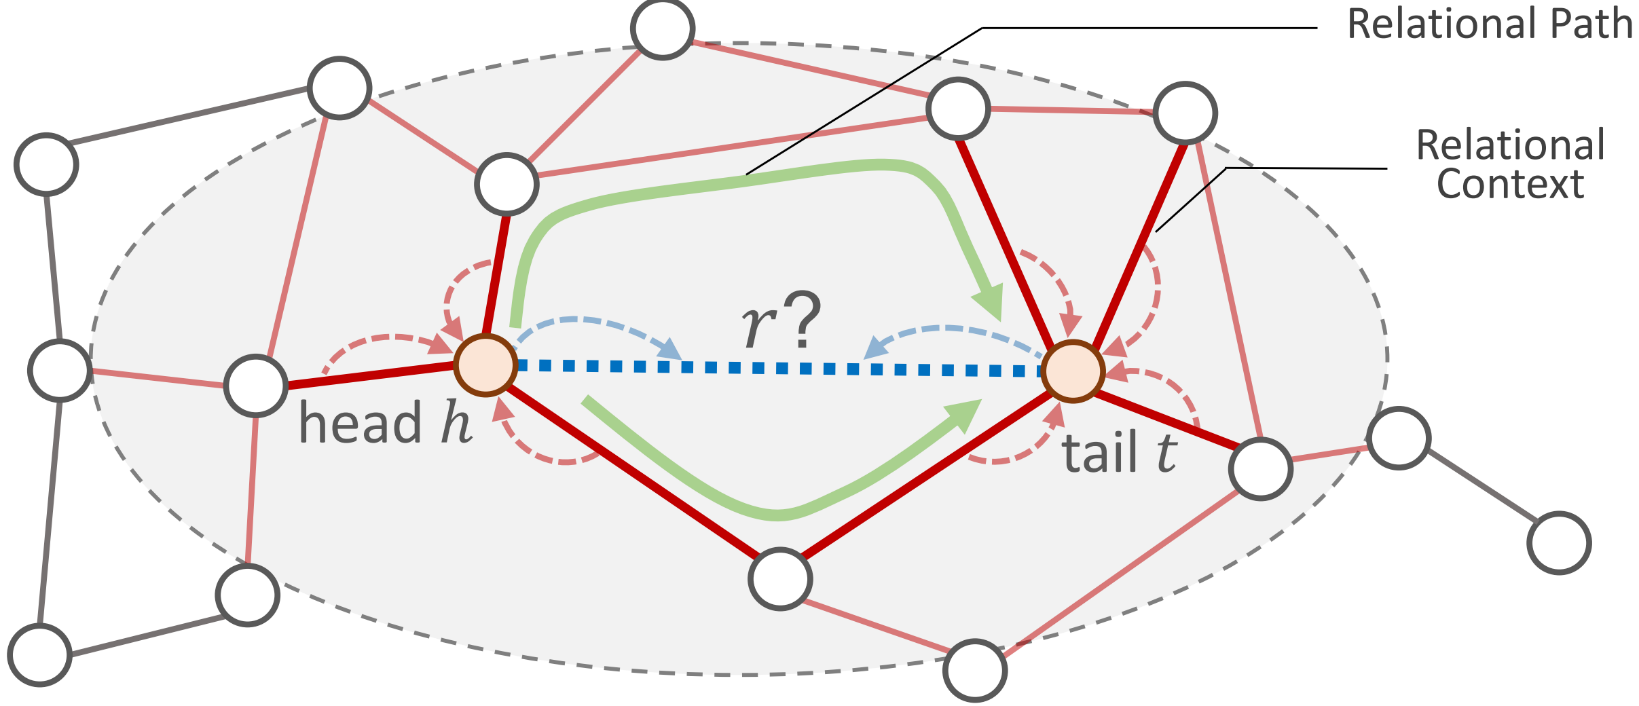 Relational Path
Relational
Context
r?
head h
tail t